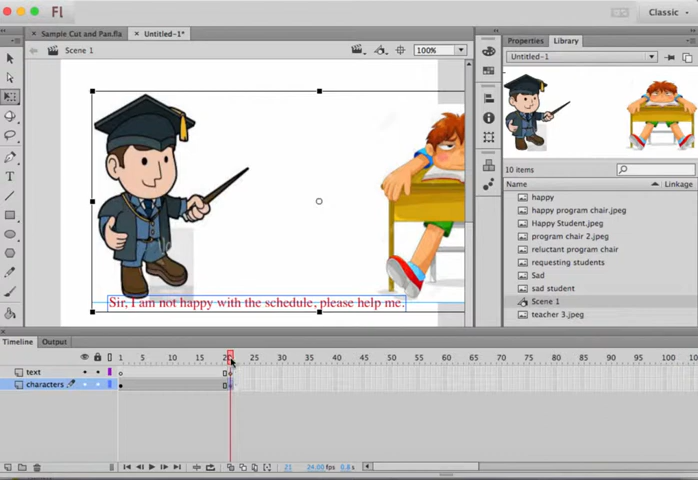 Fl
Classic
Sample Cut and Pan.fla
Untitled-1*
Scene 1
100%
Properties
Library
Untitled-1
10 items
Name
Linkage
happy
happy program chair.jpeg
Happy Student.jpeg
program chair 2.jpeg
reluctant program chair
requesting students
Sad
sad student
Scene 1
teacher 3.jpeg
Sir, I am not happy with the schedule, please help me.
Timeline
Output
1 5 10 15 20 25 30 35 40 45 50 55 60 65 70 75 80 85 90 95 100
text
characters
21 24.00 fps 0.8 s